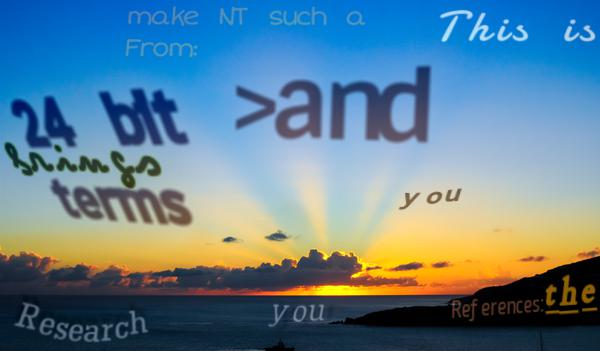 make NT such a
From:
This is
24 bIt
>and
brings
terms
you
Research
you
References:
the